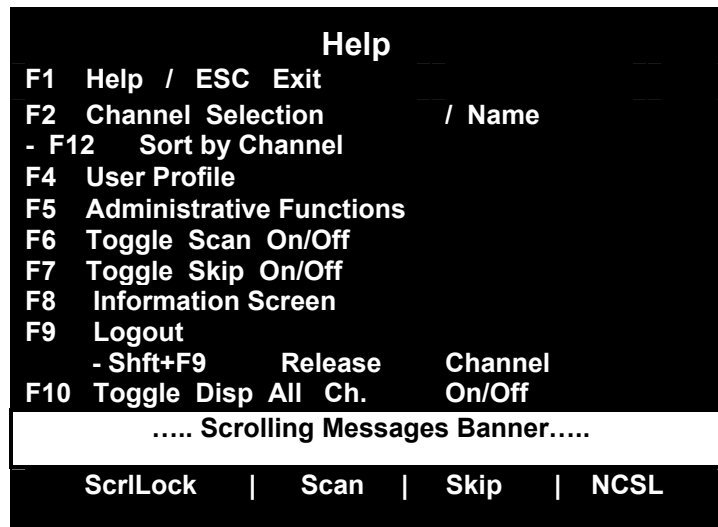 Help
F1 Help / ESC Exit
F2 Channel Selection / Name
- F12 Sort by Channel
F4 User Profile
F5 Administrative Functions
F6 Toggle Scan On/Off
F7 Toggle Skip On/Off
F8 Information Screen
F9 Logout
- Shft+F9 Release Channel
F10 Toggle Disp All Ch. On/Off
….. Scrolling Messages Banner…..
ScrlLock | Scan | Skip | NCSL